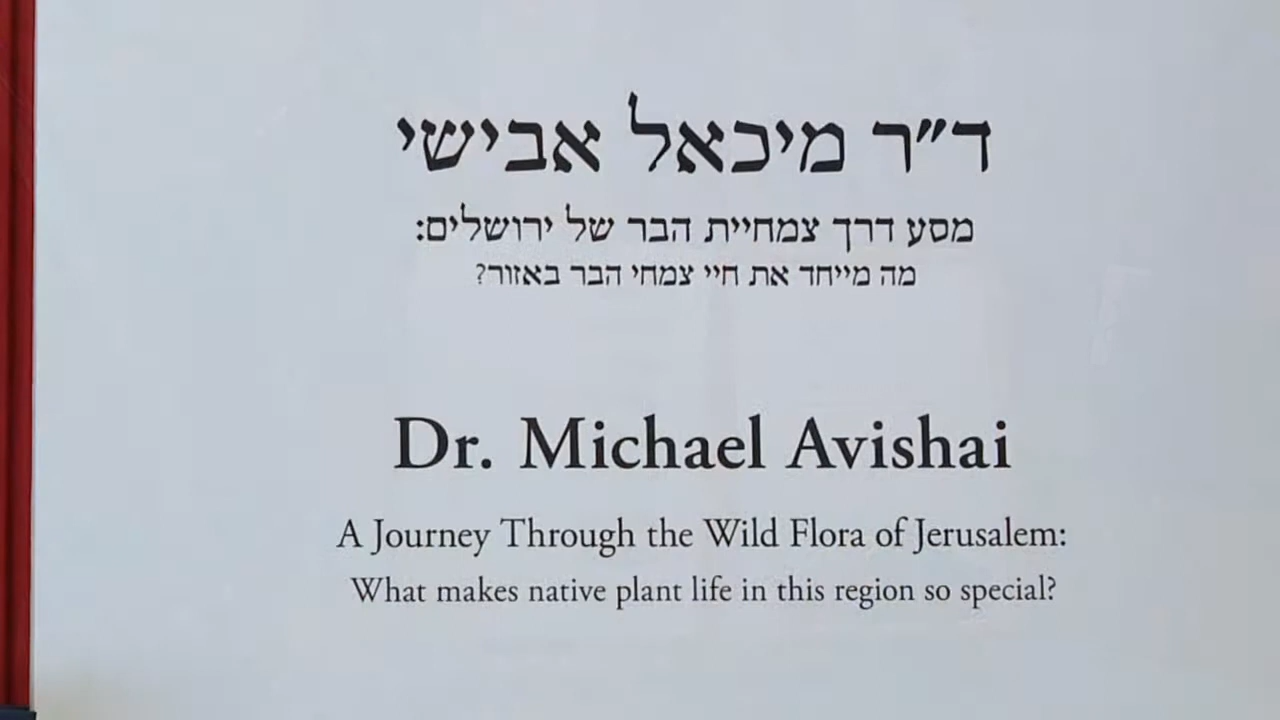 ד״ר מיכאל אבישי
מסע דרך צמחיית הבר של ירושלים:
מה מייחד את חיי צמחי הבר באזור?
Dr. Michael Avishai
A Journey Through the Wild Flora of Jerusalem:
What makes native plant life in this region so special?